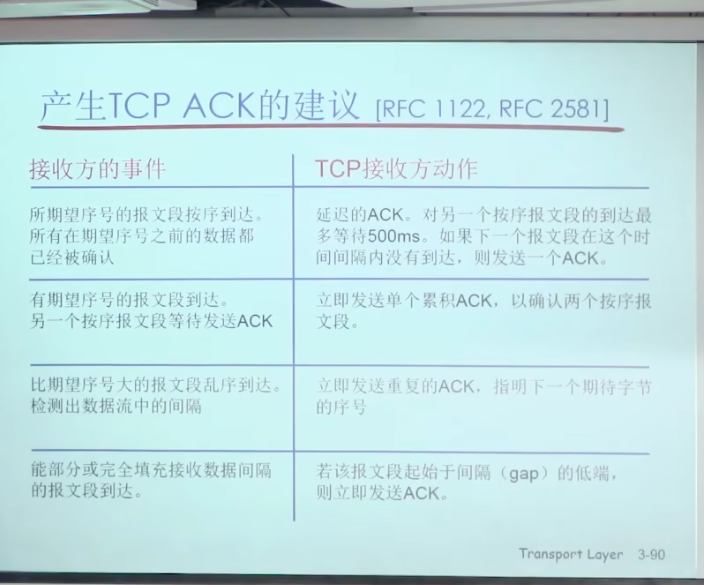 产生TCP ACK的建议 [RFC 1122, RFC 2581]
接收方的事件
TCP接收方动作
所期望序号的报文段按序到达。
所有在期望序号之前的数据都
已经被确认
延迟的ACK。对另一个按序报文段的到达最
多等待500ms。如果下一个报文段在这个时
间间隔内没有到达，则发送一个ACK。
有期望序号的报文段到达。
另一个按序报文段等待发送ACK
立即发送单个累积ACK，以确认两个按序报
文段。
比期望序号大的报文段乱序到达。
检测出数据流中的间隔
立即发送重复的ACK，指明下一个期待字节
的序号
能部分或完全填充接收数据间隔
的报文段到达。
若该报文段起始于间隔（gap）的低端，
则立即发送ACK。
Transport Layer 3-90